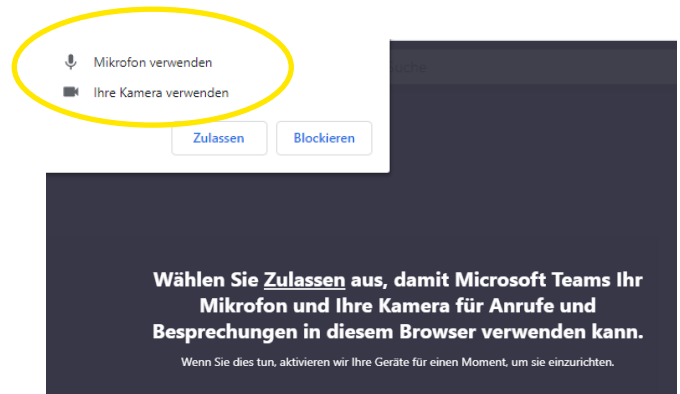 Mikrofon verwenden
Ihre Kamera verwenden
Zulassen Blockieren
Suche
Wählen Sie Zulassen aus, damit Microsoft Teams Ihr
Mikrofon und Ihre Kamera für Anrufe und
Besprechungen in diesem Browser verwenden kann.
Wenn Sie dies tun, aktivieren wir Ihre Geräte für einen Moment, um sie einzurichten.